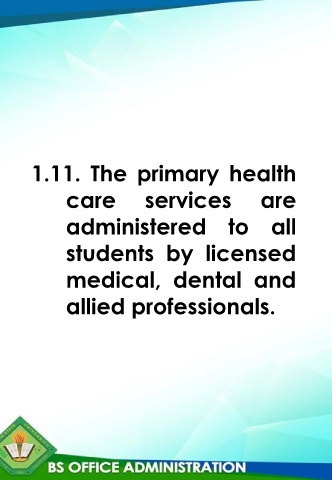 1.11. The primary health
care services are
administered to all
students by licensed
medical, dental and
allied professionals.
BS OFFICE ADMINISTRATION